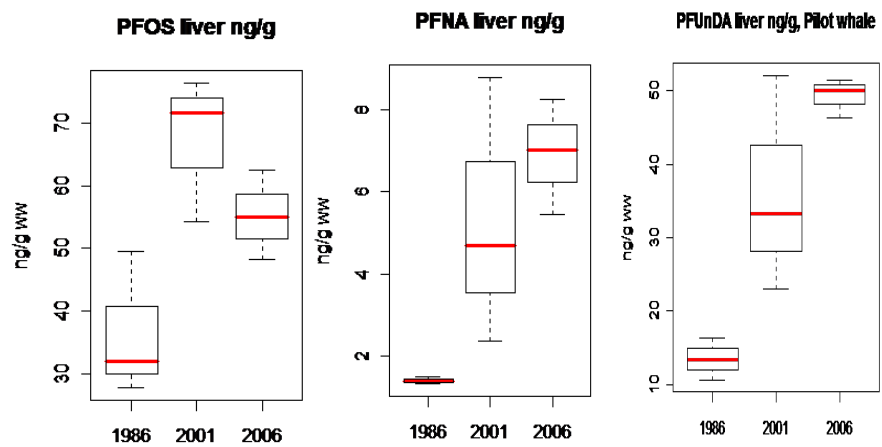 PFOS liver ng/g
ng/g ww
70
60
50
40
30
1986 2001 2006
PFNA liver ng/g
ng/g ww
8
6
4
2
1986 2001 2006
PFUnDA liver ng/g, Pilot whale
ng/g ww
50
40
30
20
10
1986 2001 2006